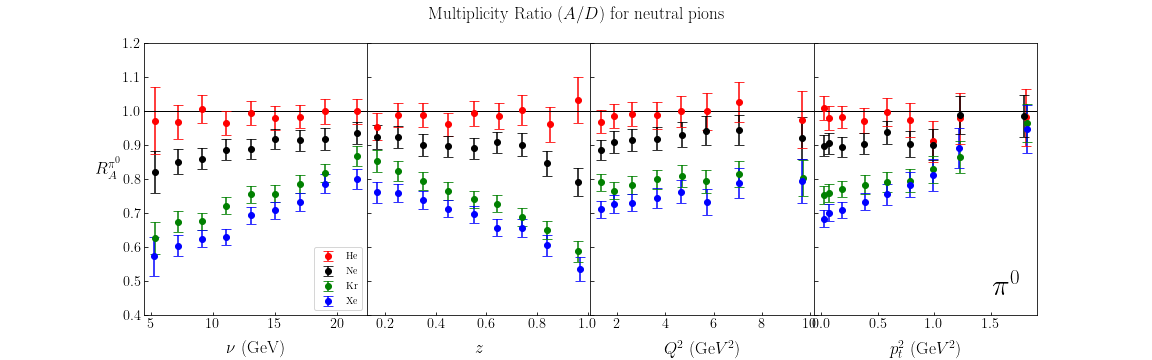 Multiplicity Ratio (A/D) for neutral pions
1.2
1.1
1.0
0.9
0.8
0.7
0.6
0.5
0.4
R_A^{π^0}
He
Ne
Kr
Xe
π^0
5 10 15 20 0.2 0.4 0.6 0.8 1.0 2 4 6 8 10 0.0 0.5 1.0 1.5
ν (GeV) z Q^2 (GeV^2) p_t^2 (GeV^2)